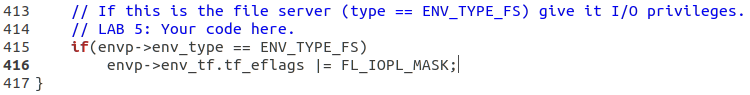 413 // If this is the file server (type == ENV_TYPE_FS) give it I/O privileges.
414 // LAB 5: Your code here.
415 if(envp->env_type == ENV_TYPE_FS)
416 envp->env_tf.tf_eflags |= FL_IOPL_MASK;
417 }